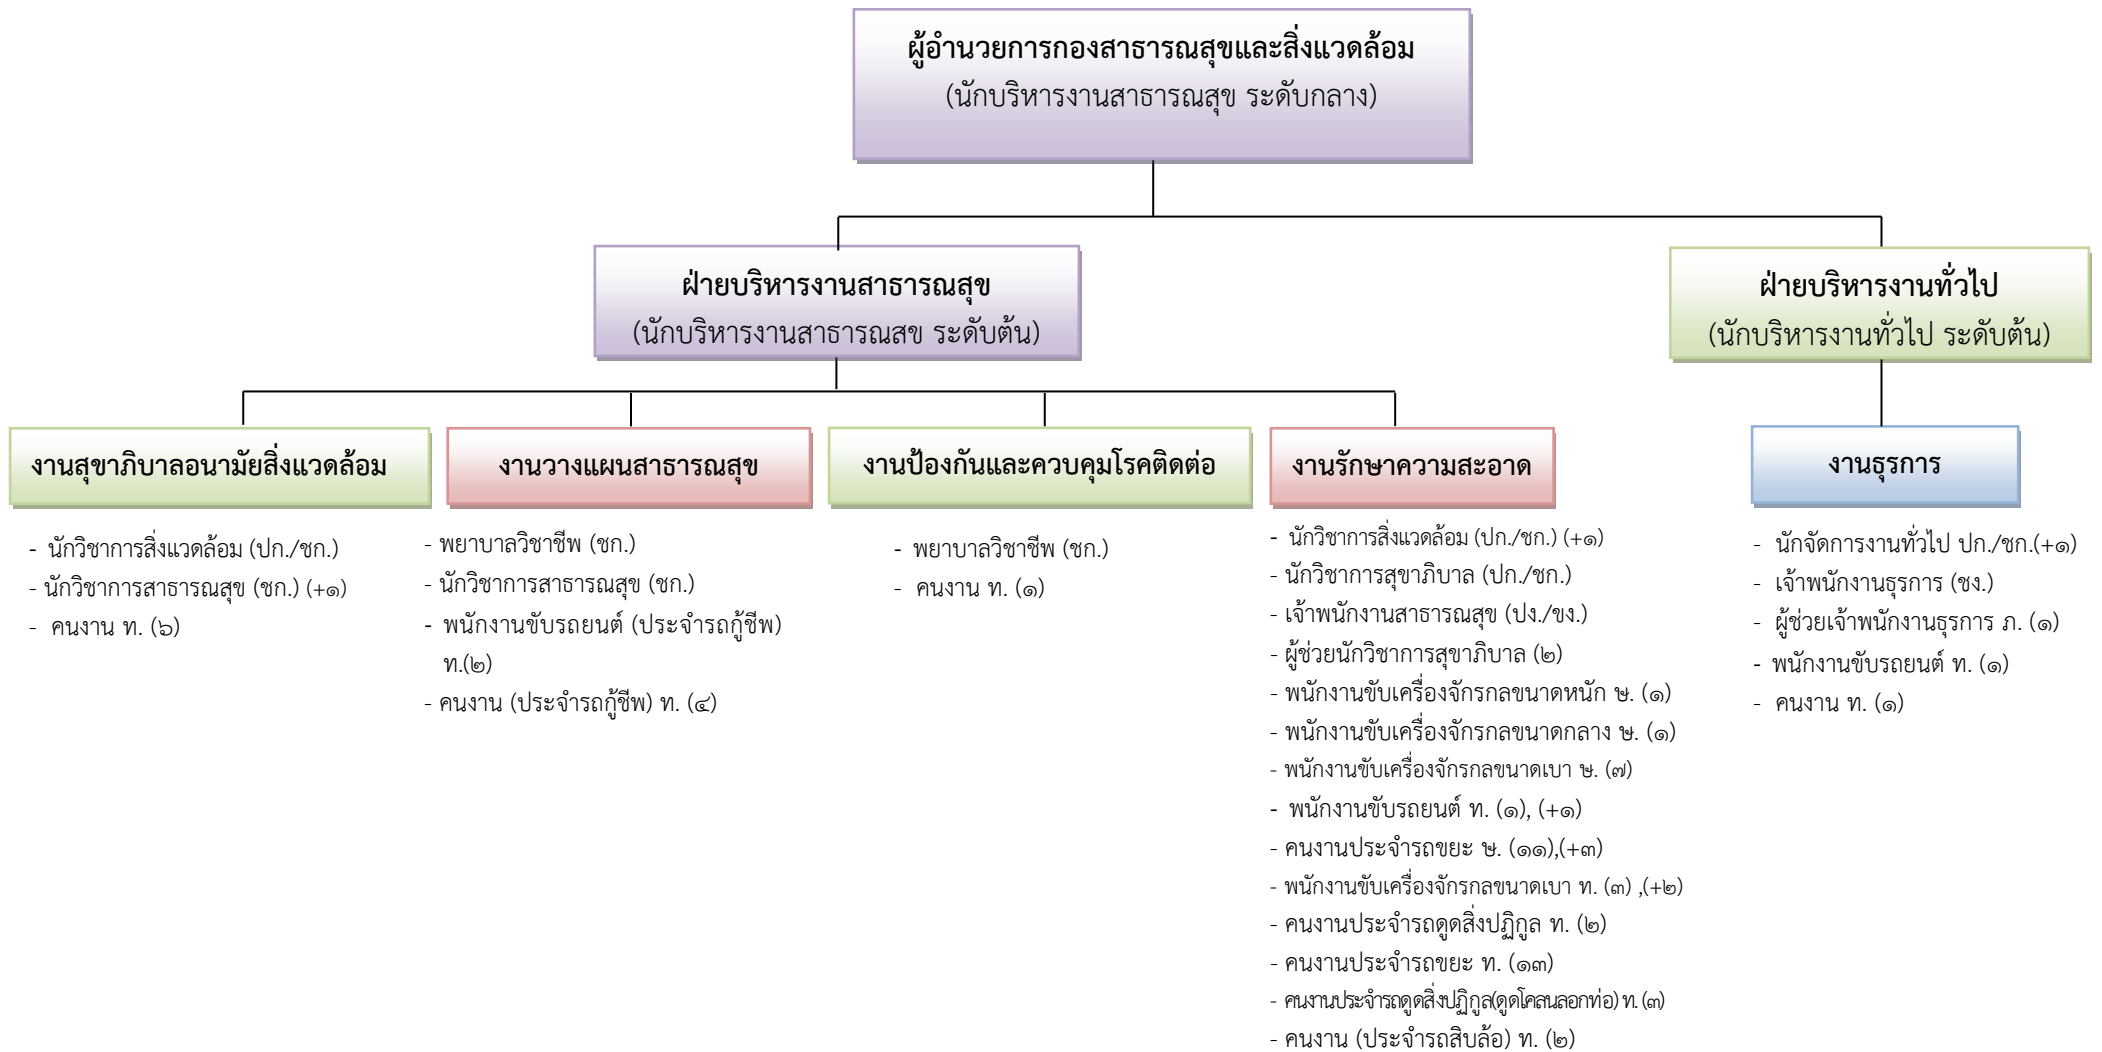 ผู้อำนวยการกองสาธารณสุขและสิ่งแวดล้อม
(นักบริหารงานสาธารณสุข ระดับกลาง)
ฝ่ายบริหารงานสาธารณสุข
(นักบริหารงานสาธารณสข ระดับต้น)
ฝ่ายบริหารงานทั่วไป
(นักบริหารงานทั่วไป ระดับต้น)
งานสุขาภิบาลอนามัยสิ่งแวดล้อม
- นักวิชาการสิ่งแวดล้อม (ปก./ชก.)
- นักวิชาการสาธารณสุข (ชก.) (+๑)
- คนงาน ท. (๖)
งานวางแผนสาธารณสุข
- พยาบาลวิชาชีพ (ชก.)
- นักวิชาการสาธารณสุข (ชก.)
- พนักงานขับรถยนต์ (ประจำรถกู้ชีพ)
ท.(๒)
- คนงาน (ประจำรถกู้ชีพ) ท. (๔)
งานป้องกันและควบคุมโรคติดต่อ
- พยาบาลวิชาชีพ (ชก.)
- คนงาน ท. (๑)
งานรักษาความสะอาด
- นักวิชาการสิ่งแวดล้อม (ปก./ชก.) (+๑)
- นักวิชาการสุขาภิบาล (ปก./ชก.)
- เจ้าพนักงานสาธารณสุข (ปง./ขง.)
- ผู้ช่วยนักวิชาการสุขาภิบาล (๒)
- พนักงานขับเครื่องจักรกลขนาดหนัก ษ. (๑)
- พนักงานขับเครื่องจักรกลขนาดกลาง ษ. (๑)
- พนักงานขับเครื่องจักรกลขนาดเบา ษ. (๗)
- พนักงานขับรถยนต์ ท. (๑), (+๑)
- คนงานประจำรถขยะ ษ. (๑๑),(+๓)
- พนักงานขับเครื่องจักรกลขนาดเบา ท. (๓) ,(+๒)
- คนงานประจำรถดูดสิ่งปฏิกูล ท. (๒)
- คนงานประจำรถขยะ ท. (๑๓)
- คนงานประจำรถดูดสิ่งปฏิกูล(ดูดโคลนลอกท่อ) ท. (๓)
- คนงาน (ประจำรถสิบล้อ) ท. (๒)
งานธุรการ
- นักจัดการงานทั่วไป ปก./ชก.(+๑)
- เจ้าพนักงานธุรการ (ชง.)
- ผู้ช่วยเจ้าพนักงานธุรการ ภ. (๑)
- พนักงานขับรถยนต์ ท. (๑)
- คนงาน ท. (๑)